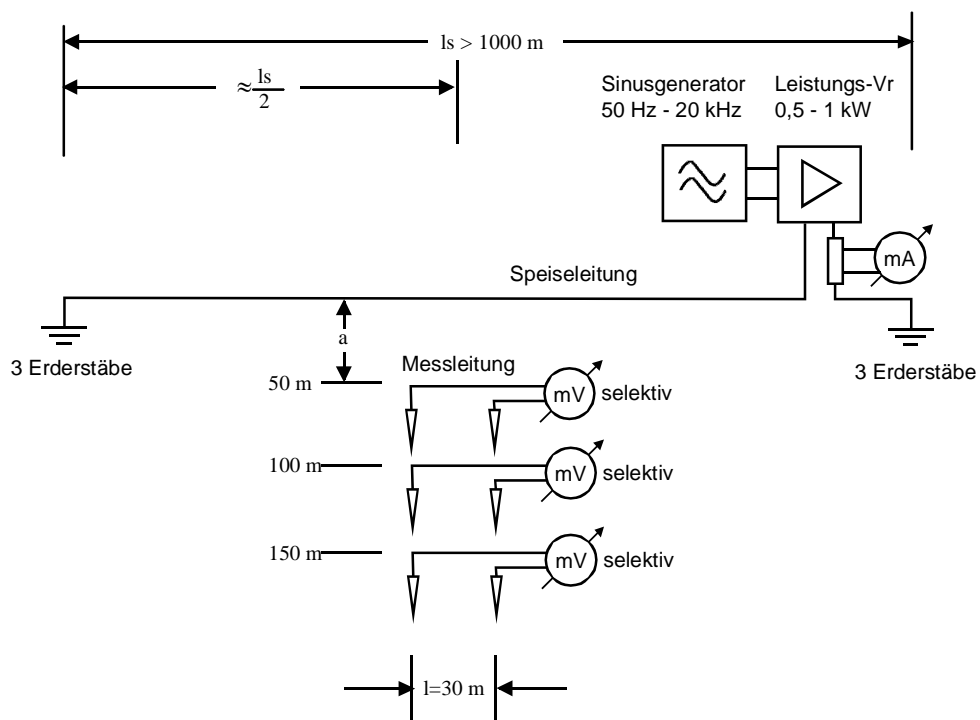 ls > 1000 m
≈ ls/2
Sinusgenerator
50 Hz - 20 kHz
Leistungs-Vr
0,5 - 1 kW
mA
Speiseleitung
3 Erderstäbe
a
3 Erderstäbe
Messleitung
50 m
mV
selektiv
100 m
mV
selektiv
150 m
mV
selektiv
l=30 m